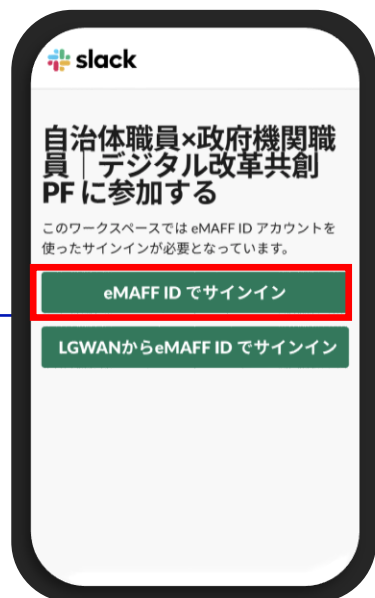 slack
自治体職員×政府機関職
員｜デジタル改革共創
PF に参加する
このワークスペースでは eMAFF ID アカウントを
使ったサインインが必要となっています。
eMAFF ID でサインイン
LGWANからeMAFF ID でサインイン